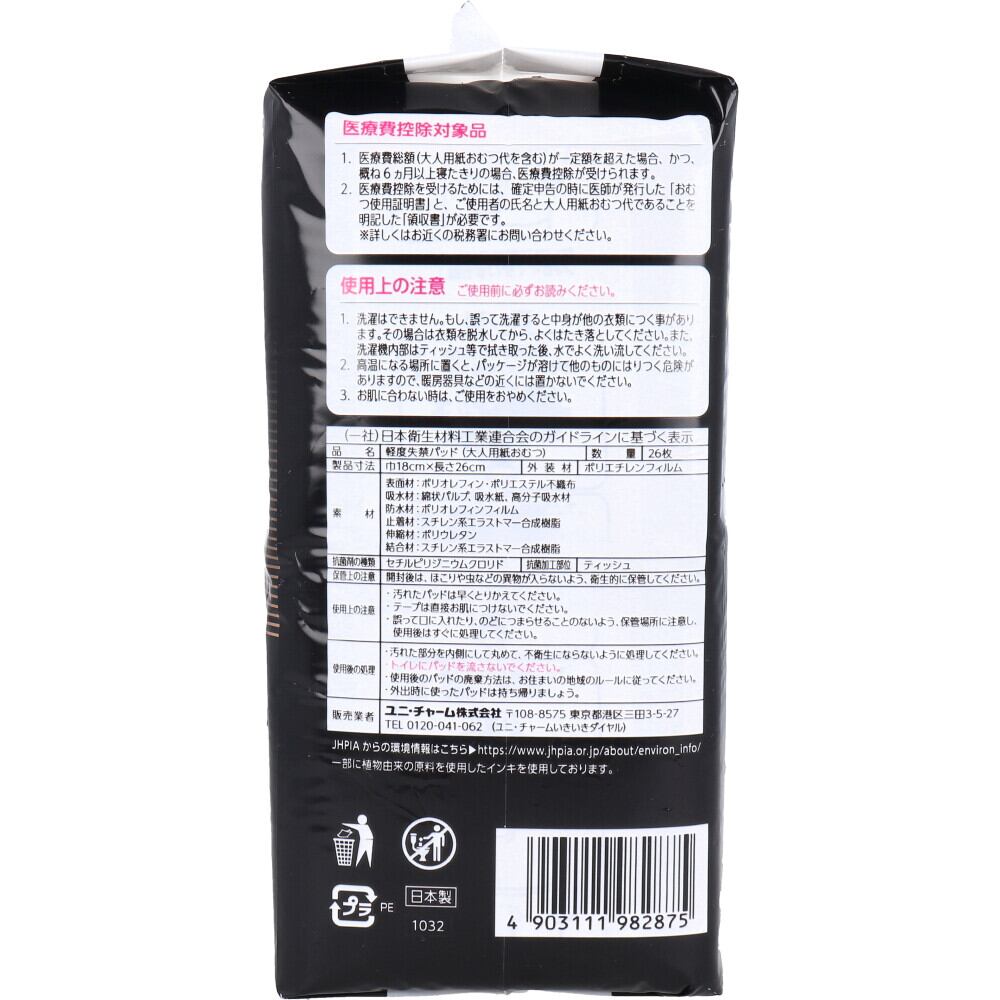 医療費控除対象品
1. 医療費総額(大人用紙おむつ代を含む)が一定額を超えた場合、かつ、
概ね6ヵ月以上寝たきりの場合、医療費控除が受けられます。
2. 医療費控除を受けるためには、確定申告の時に医師が発行した「おむ
つ使用証明書」と、ご使用者の氏名と大人用紙おむつ代であることを
明記した「領収書」が必要です。
※詳しくはお近くの税務署にお問い合わせください。
使用上の注意 ご使用前に必ずお読みください。
1. 洗濯はできません。もし、誤って洗濯すると中身が他の衣類につく事があり
ます。その場合は衣類を脱水してから、よくはたき落としてください。また、
洗濯機内部はティッシュ等で拭き取った後、水でよく洗い流してください。
2. 高温になる場所に置くと、パッケージが溶けて他のものにはりつく危険が
ありますので、暖房器具などの近くには置かないでください。
3. お肌に合わない時は、ご使用をおやめください。
(一社)日本衛生材料工業連合会のガイドラインに基づく表示
品 名 軽度失禁パッド(大人用紙おむつ) 数 量 26枚
製品寸法 巾18cm×長さ26cm 外装材 ポリエチレンフィルム
素 材 表面材:ポリオレフィン・ポリエステル不織布
吸水材:綿状パルプ、吸水紙、高分子吸水材
防水材:ポリオレフィンフィルム
止着材:スチレン系エラストマー合成樹脂
伸縮材:ポリウレタン
結合材:スチレン系エラストマー合成樹脂
抗菌剤の種類 セチルピリジニウムクロリド 抗菌加工部位 ティッシュ
保管上の注意 開封後は、ほこりや虫などの異物が入らないよう、衛生的に保管してください。
使用上の注意 ・汚れたパッドは早くとりかえてください。
・テープは直接お肌につけないでください。
・誤って口に入れたり、のどにつまらせることのないよう、保管場所に注意し、
使用後はすぐに処理してください。
使用後の処理 ・汚れた部分を内側にして丸めて、不衛生にならないように処理してください。
・トイレにパッドを流さないでください。
・使用後のパッドの廃棄方法は、お住まいの地域のルールに従ってください。
・外出時に使ったパッドは持ち帰りましょう。
販売業者 ユニ・チャーム株式会社 〒108-8575 東京都港区三田3-5-27
TEL 0120-041-062 (ユニ・チャームいきいきダイヤル)
JHPIAからの環境情報はこちら▶https://www.jhpia.or.jp/about/environ_info/
一部に植物由来の原料を使用したインキを使用しております。
プラ PE
日本製
1032
4 903111 982875